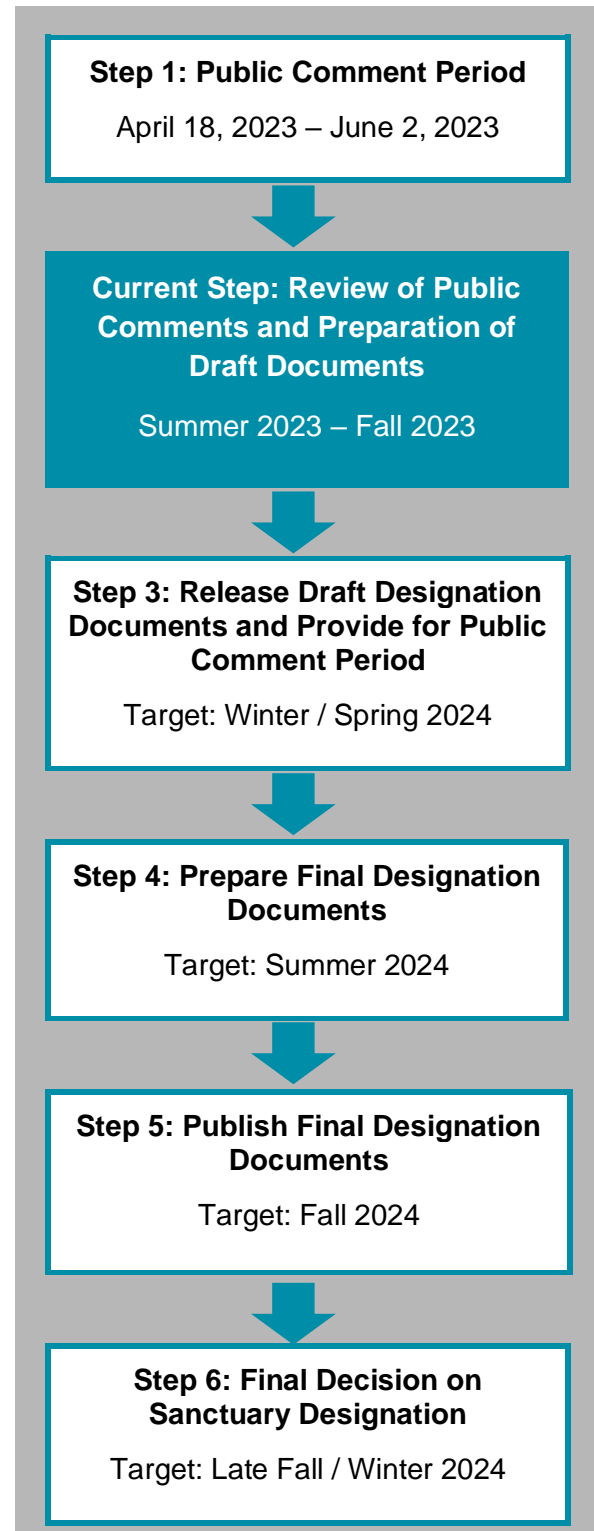 Step 1: Public Comment Period
April 18, 2023 – June 2, 2023
Current Step: Review of Public
Comments and Preparation of
Draft Documents
Summer 2023 – Fall 2023
Step 3: Release Draft Designation
Documents and Provide for Public
Comment Period
Target: Winter / Spring 2024
Step 4: Prepare Final Designation
Documents
Target: Summer 2024
Step 5: Publish Final Designation
Documents
Target: Fall 2024
Step 6: Final Decision on
Sanctuary Designation
Target: Late Fall / Winter 2024